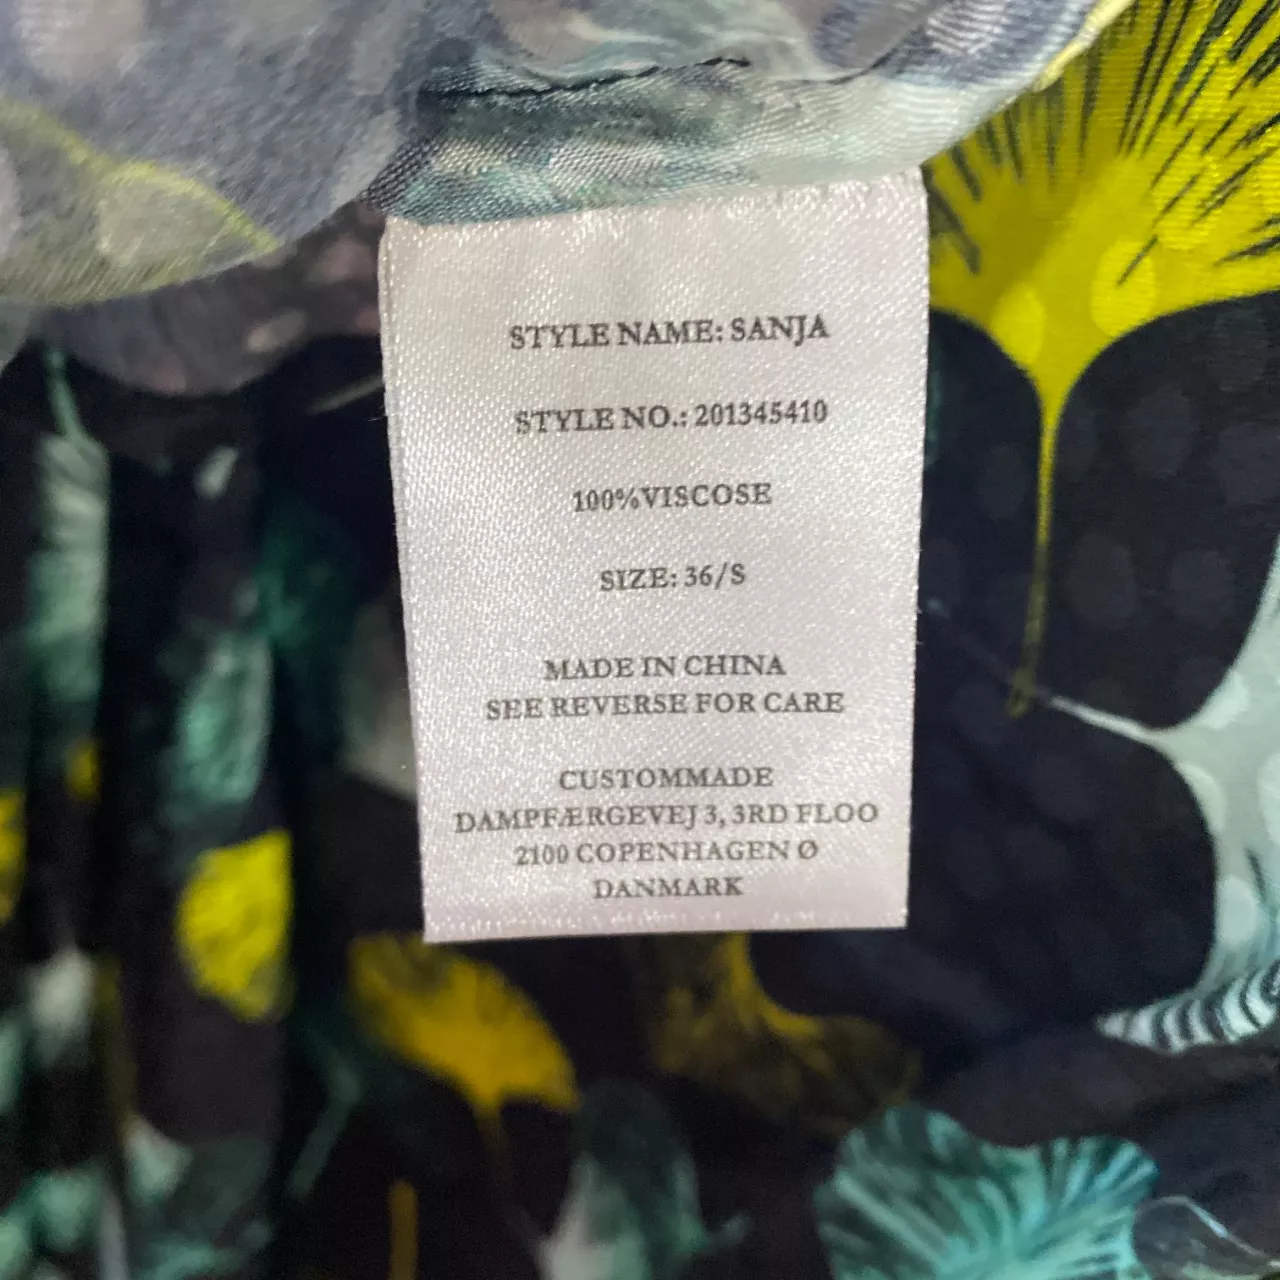 STYLE NAME: SANJA
STYLE NO.: 201345410
100%VISCOSE
SIZE: 36/S
MADE IN CHINA
SEE REVERSE FOR CARE
CUSTOMMADE
DAMPFÆRGEVEJ 3, 3RD FLOO
2100 COPENHAGEN Ø
DANMARK